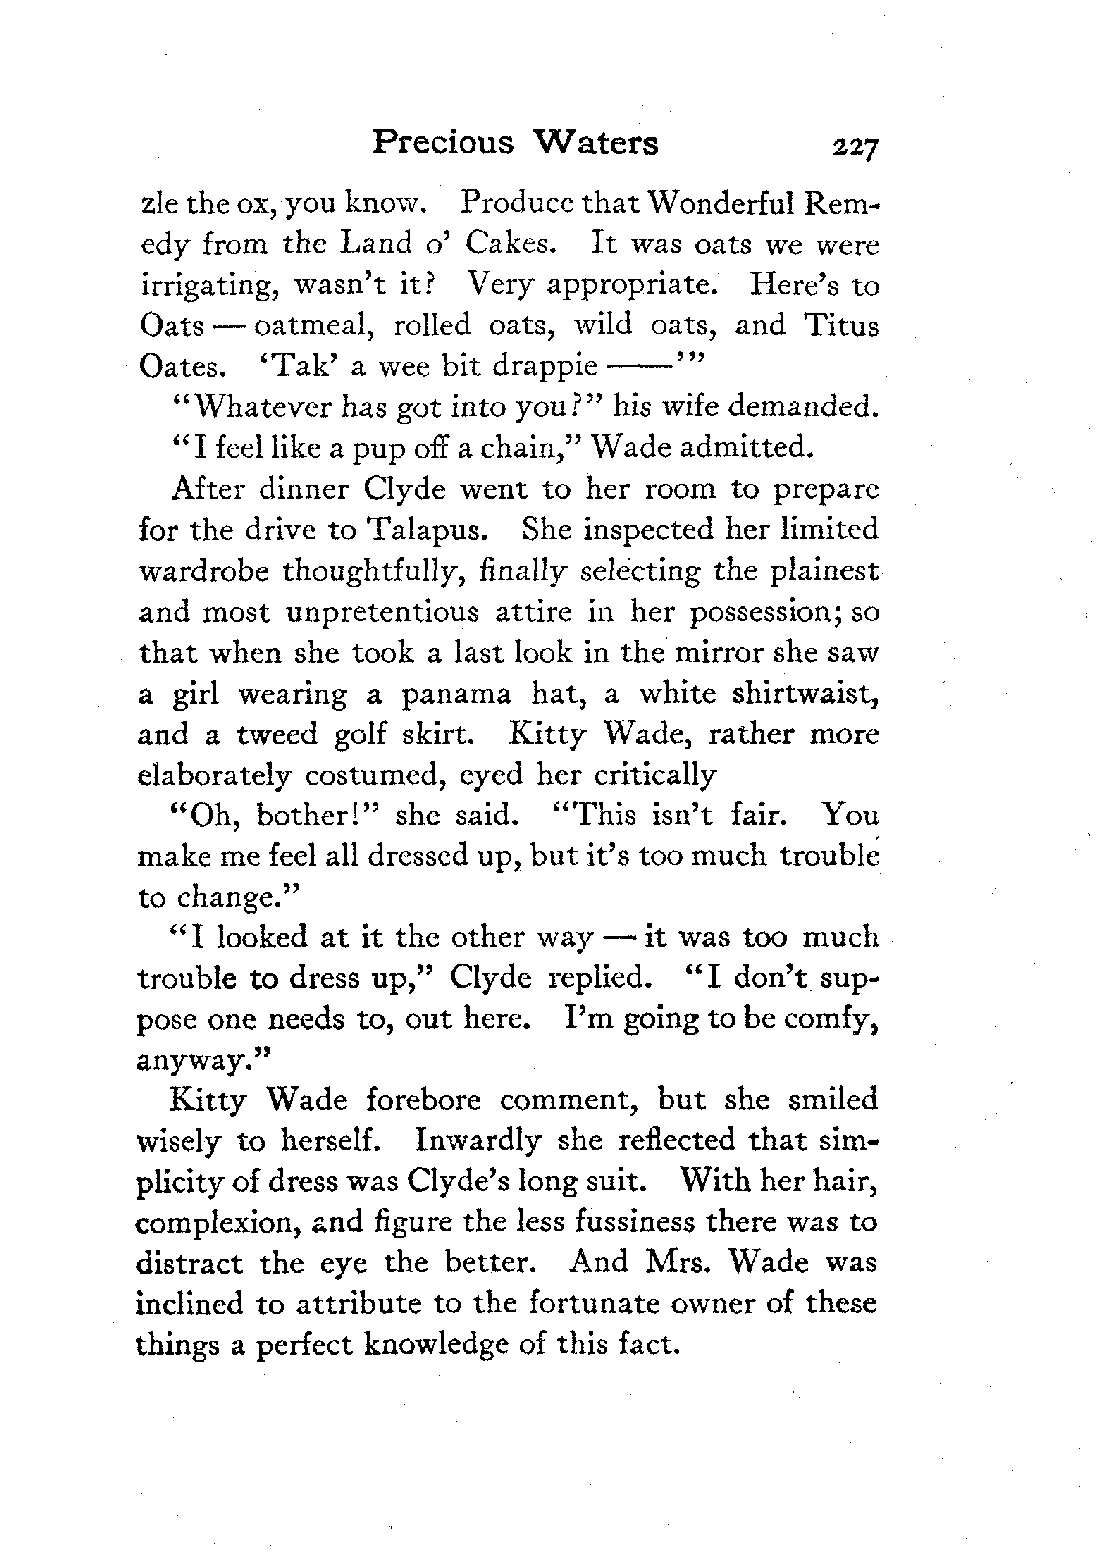 Precious Waters 227
zle the ox, you know. Produce that Wonderful Rem-
edy from the Land o' Cakes. It was oats we were
irrigating, wasn't it? Very appropriate. Here's to
Oats — oatmeal, rolled oats, wild oats, and Titus
Oates. 'Tak' a wee bit drappie ——'"
"Whatever has got into you?" his wife demanded.
"I feel like a pup off a chain," Wade admitted.
After dinner Clyde went to her room to prepare
for the drive to Talapus. She inspected her limited
wardrobe thoughtfully, finally selecting the plainest
and most unpretentious attire in her possession; so
that when she took a last look in the mirror she saw
a girl wearing a panama hat, a white shirtwaist,
and a tweed golf skirt. Kitty Wade, rather more
elaborately costumed, eyed her critically
"Oh, bother!" she said. "This isn't fair. You
make me feel all dressed up, but it's too much trouble
to change."
"I looked at it the other way — it was too much
trouble to dress up," Clyde replied. "I don't sup-
pose one needs to, out here. I'm going to be comfy,
anyway."
Kitty Wade forebore comment, but she smiled
wisely to herself. Inwardly she reflected that sim-
plicity of dress was Clyde's long suit. With her hair,
complexion, and figure the less fussiness there was to
distract the eye the better. And Mrs. Wade was
inclined to attribute to the fortunate owner of these
things a perfect knowledge of this fact.